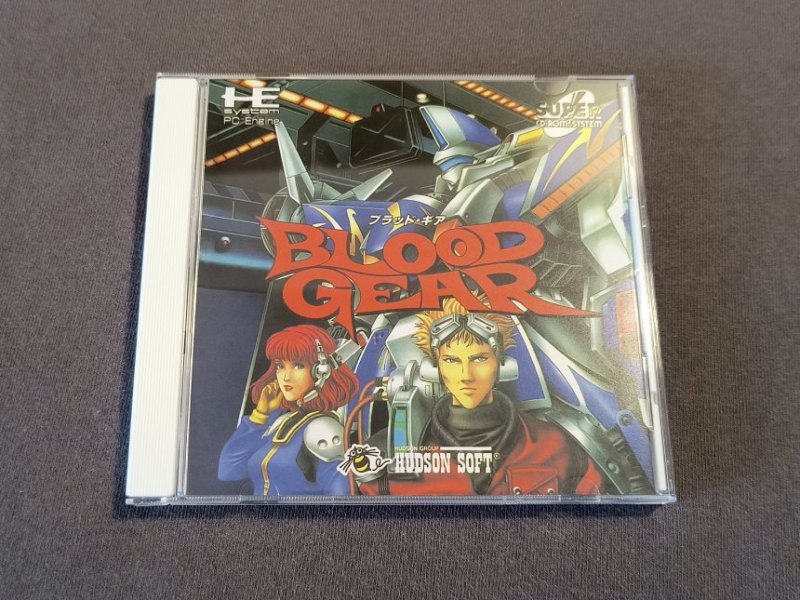 HE
system
PC Engine
SUPER
CD-ROM² SYSTEM
ブラッド・ギア
BLOOD
GEAR
HUDSON GROUP
HUDSON SOFT®